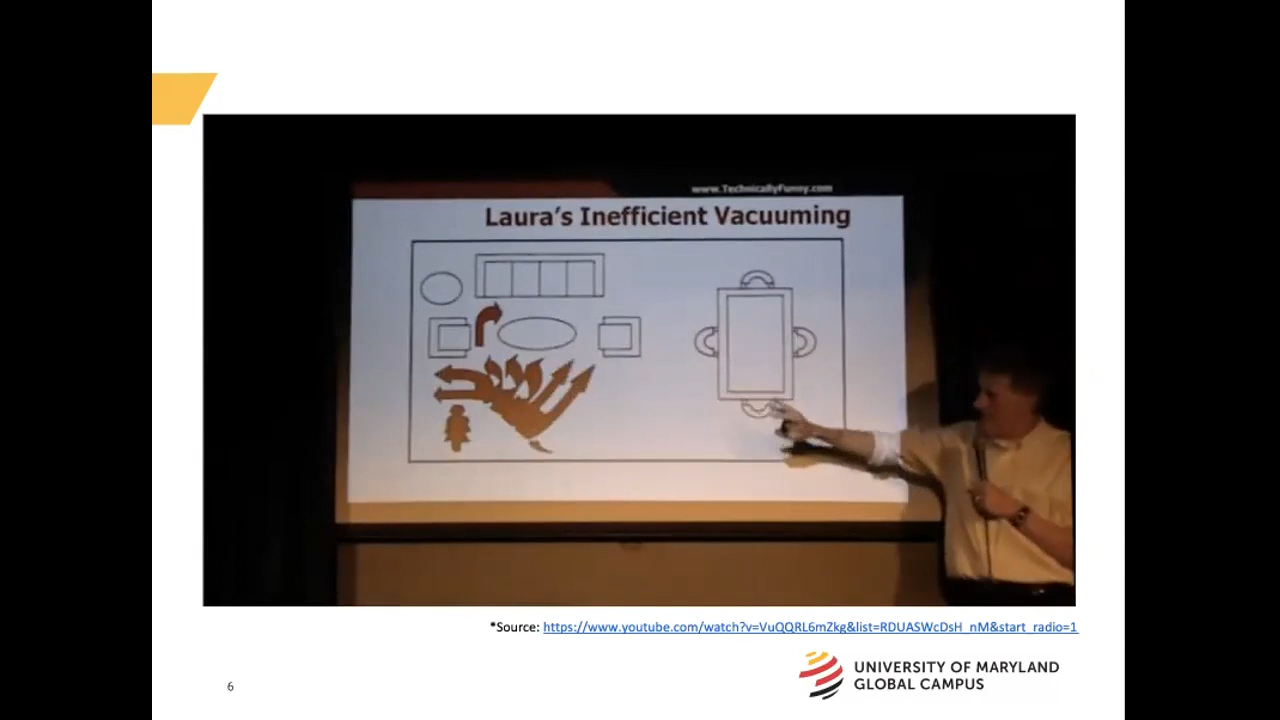 www.TechnicallyFunny.com
Laura's Inefficient Vacuuming
*Source: https://www.youtube.com/watch?v=VuQQRL6mZkg&list=RDUASWcDsH_nM&start_radio=1
6
UNIVERSITY OF MARYLAND
GLOBAL CAMPUS